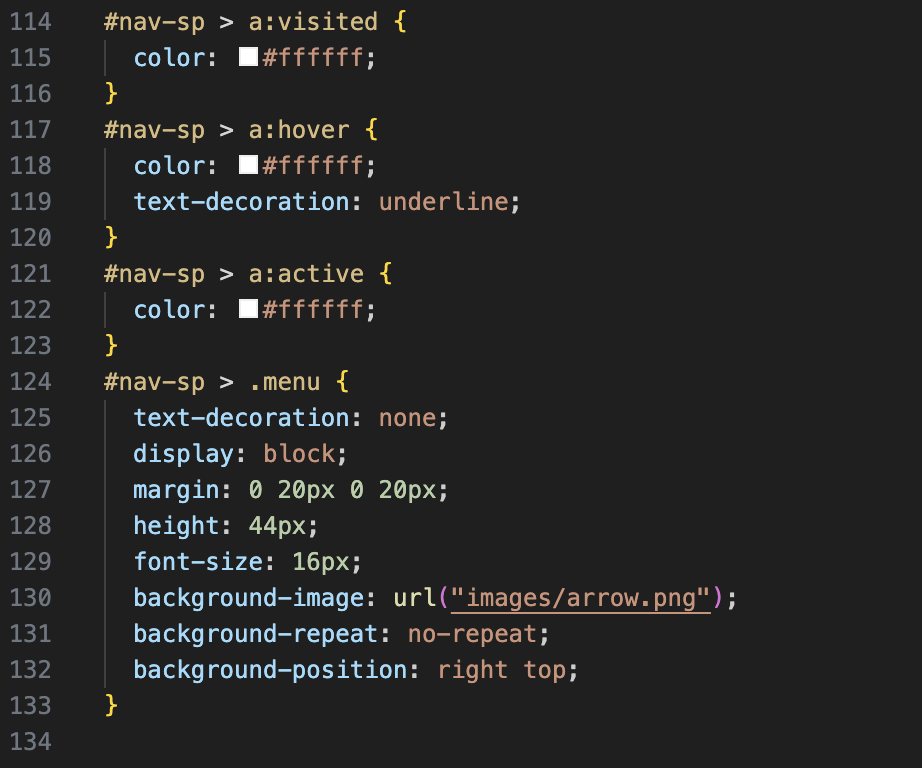 114 #nav-sp > a:visited {
115 color: #ffffff;
116 }
117 #nav-sp > a:hover {
118 color: #ffffff;
119 text-decoration: underline;
120 }
121 #nav-sp > a:active {
122 color: #ffffff;
123 }
124 #nav-sp > .menu {
125 text-decoration: none;
126 display: block;
127 margin: 0 20px 0 20px;
128 height: 44px;
129 font-size: 16px;
130 background-image: url("images/arrow.png");
131 background-repeat: no-repeat;
132 background-position: right top;
133 }
134